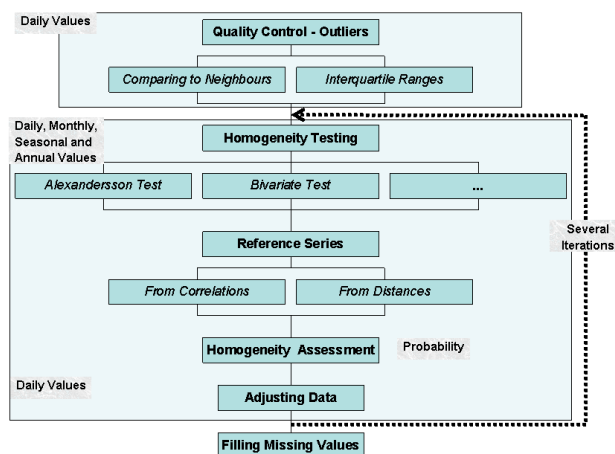 Daily Values
Quality Control - Outliers
Comparing to Neighbours
Interquartile Ranges
Daily, Monthly,
Seasonal and
Annual Values
Homogeneity Testing
Alexandersson Test
Bivariate Test
...
Several
Iterations
Reference Series
From Correlations
From Distances
Homogeneity Assessment
Probability
Daily Values
Adjusting Data
Filling Missing Values